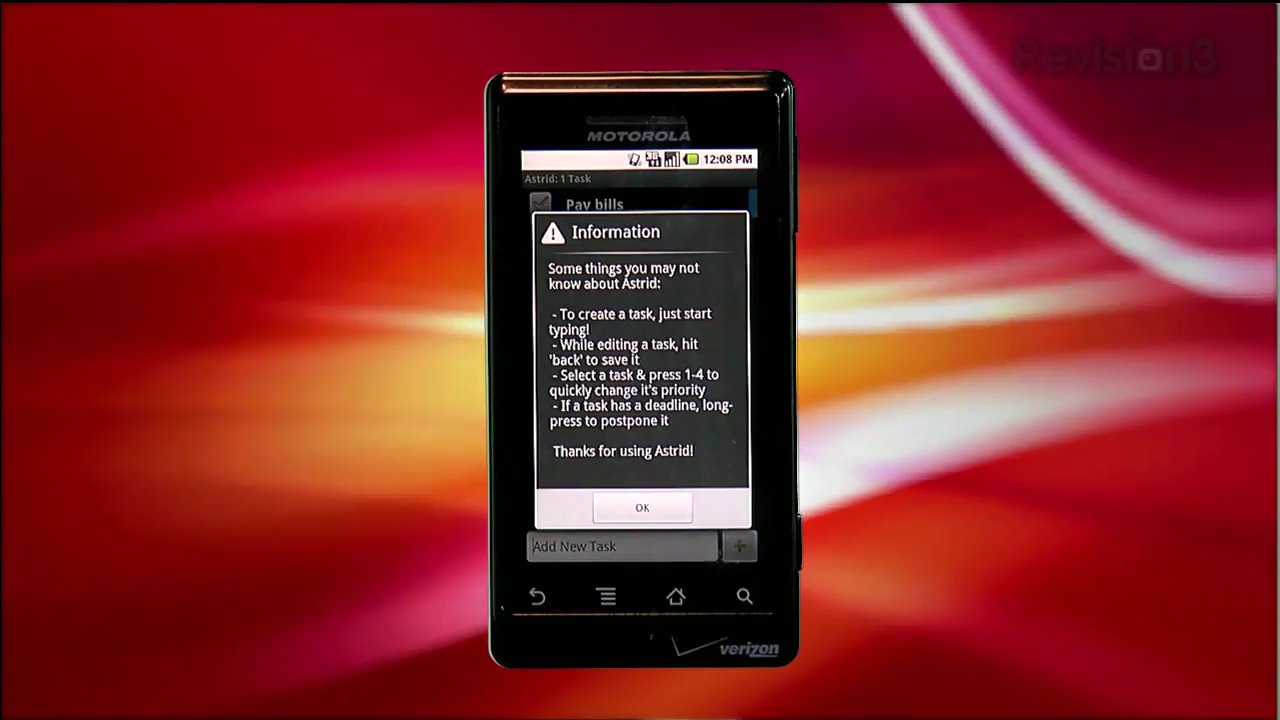 Revision3
MOTOROLA
12:08 PM
Astrid: 1 Task
Pay bills
Information
Some things you may not
know about Astrid:
- To create a task, just start
typing!
- While editing a task, hit
'back' to save it
- Select a task & press 1-4 to
quickly change it's priority
- If a task has a deadline, long-
press to postpone it
Thanks for using Astrid!
OK
Add New Task
verizon